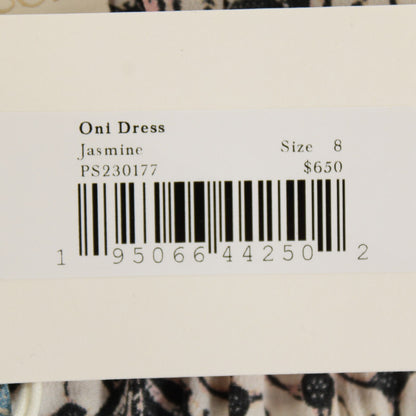 Oni Dress
Jasmine Size 8
PS230177 $650
1 95066 44250 2